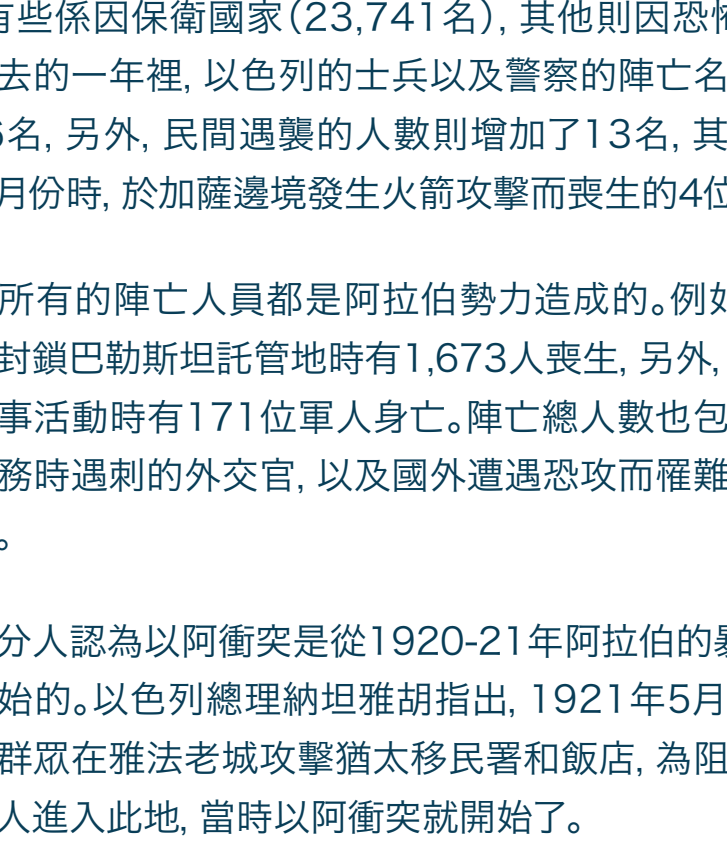 有些係因保衛國家(23,741名), 其他則因恐怖
去的一年裡, 以色列的士兵以及警察的陣亡名
6名, 另外, 民間遇襲的人數則增加了13名, 其
月份時, 於加薩邊境發生火箭攻擊而喪生的4位
所有的陣亡人員都是阿拉伯勢力造成的。例如
封鎖巴勒斯坦託管地時有1,673人喪生, 另外,
事活動時有171位軍人身亡。陣亡總人數也包
務時遇刺的外交官, 以及國外遭遇恐攻而罹難
。
分人認為以阿衝突是從1920-21年阿拉伯的暴
始的。以色列總理納坦雅胡指出, 1921年5月
群眾在雅法老城攻擊猶太移民署和飯店, 為阻
人進入此地, 當時以阿衝突就開始了。